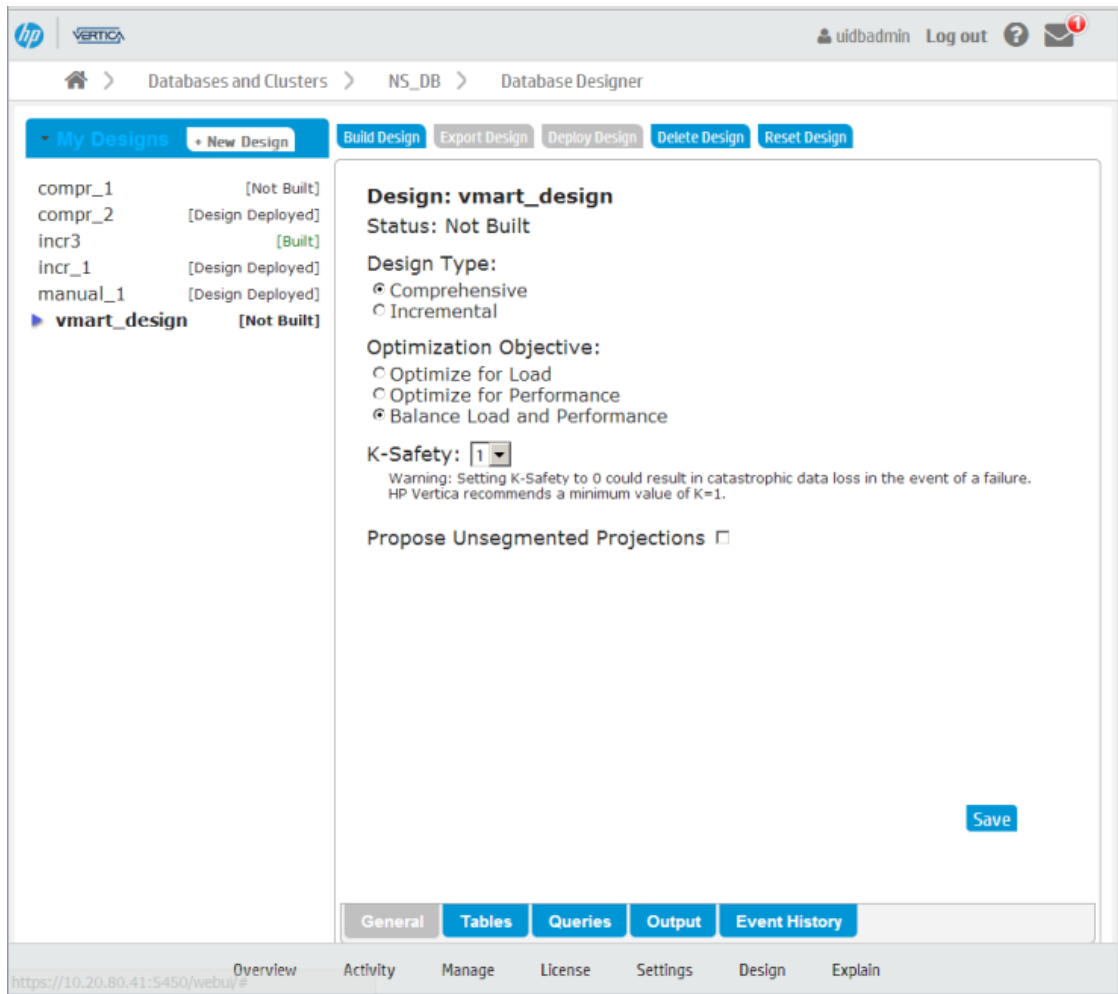 hp VERTICA uidbadmin Log out ? 1
Databases and Clusters NS_DB Database Designer
My Designs + New Design
Build Design Export Design Deploy Design Delete Design Reset Design
compr_1 [Not Built]
compr_2 [Design Deployed]
incr3 [Built]
incr_1 [Design Deployed]
manual_1 [Design Deployed]
vmart_design [Not Built]
Design: vmart_design
Status: Not Built
Design Type:
Comprehensive
Incremental
Optimization Objective:
Optimize for Load
Optimize for Performance
Balance Load and Performance
K-Safety: 1
Warning: Setting K-Safety to 0 could result in catastrophic data loss in the event of a failure.
HP Vertica recommends a minimum value of K=1.
Propose Unsegmented Projections
Save
General Tables Queries Output Event History
Overview Activity Manage License Settings Design Explain
https://10.20.80.41:5450/webui/#